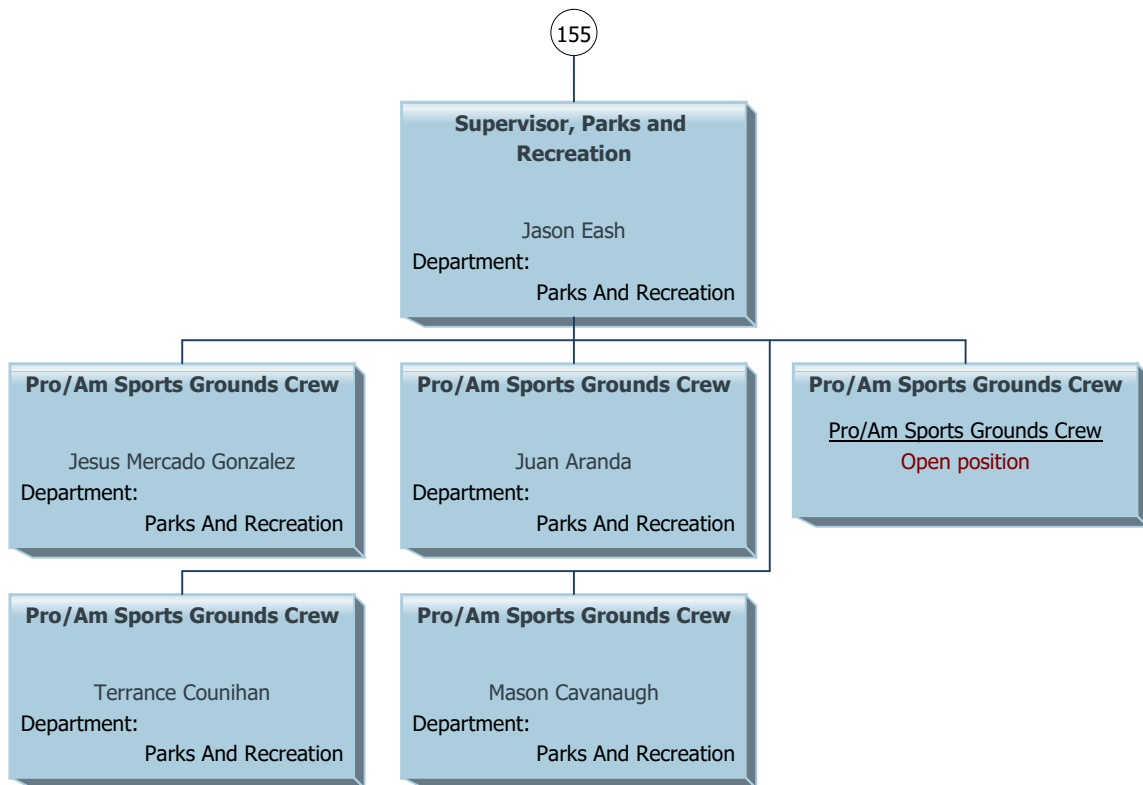 155
Supervisor, Parks and
Recreation
Jason Eash
Department:
Parks And Recreation
Pro/Am Sports Grounds Crew
Jesus Mercado Gonzalez
Department:
Parks And Recreation
Pro/Am Sports Grounds Crew
Juan Aranda
Department:
Parks And Recreation
Pro/Am Sports Grounds Crew
Pro/Am Sports Grounds Crew
Open position
Pro/Am Sports Grounds Crew
Terrance Counihan
Department:
Parks And Recreation
Pro/Am Sports Grounds Crew
Mason Cavanaugh
Department:
Parks And Recreation